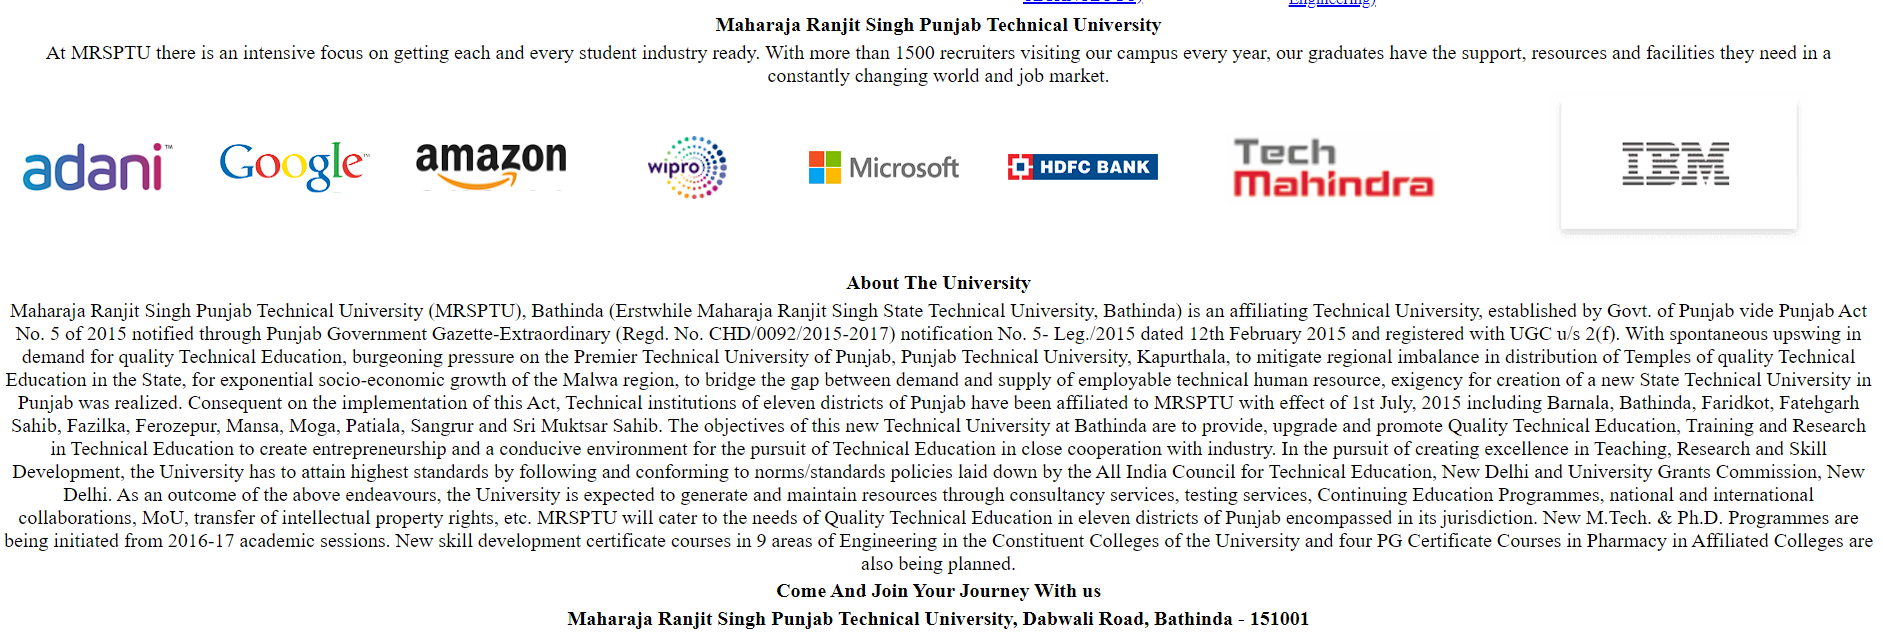 Engineering)
Maharaja Ranjit Singh Punjab Technical University
At MRSPTU there is an intensive focus on getting each and every student industry ready. With more than 1500 recruiters visiting our campus every year, our graduates have the support, resources and facilities they need in a
constantly changing world and job market.
adani™ Google™ amazon wipro Microsoft HDFC BANK Tech Mahindra IBM
About The University
Maharaja Ranjit Singh Punjab Technical University (MRSPTU), Bathinda (Erstwhile Maharaja Ranjit Singh State Technical University, Bathinda) is an affiliating Technical University, established by Govt. of Punjab vide Punjab Act
No. 5 of 2015 notified through Punjab Government Gazette-Extraordinary (Regd. No. CHD/0092/2015-2017) notification No. 5- Leg./2015 dated 12th February 2015 and registered with UGC u/s 2(f). With spontaneous upswing in
demand for quality Technical Education, burgeoning pressure on the Premier Technical University of Punjab, Punjab Technical University, Kapurthala, to mitigate regional imbalance in distribution of Temples of quality Technical
Education in the State, for exponential socio-economic growth of the Malwa region, to bridge the gap between demand and supply of employable technical human resource, exigency for creation of a new State Technical University in
Punjab was realized. Consequent on the implementation of this Act, Technical institutions of eleven districts of Punjab have been affiliated to MRSPTU with effect of 1st July, 2015 including Barnala, Bathinda, Faridkot, Fatehgarh
Sahib, Fazilka, Ferozepur, Mansa, Moga, Patiala, Sangrur and Sri Muktsar Sahib. The objectives of this new Technical University at Bathinda are to provide, upgrade and promote Quality Technical Education, Training and Research
in Technical Education to create entrepreneurship and a conducive environment for the pursuit of Technical Education in close cooperation with industry. In the pursuit of creating excellence in Teaching, Research and Skill
Development, the University has to attain highest standards by following and conforming to norms/standards policies laid down by the All India Council for Technical Education, New Delhi and University Grants Commission, New
Delhi. As an outcome of the above endeavours, the University is expected to generate and maintain resources through consultancy services, testing services, Continuing Education Programmes, national and international
collaborations, MoU, transfer of intellectual property rights, etc. MRSPTU will cater to the needs of Quality Technical Education in eleven districts of Punjab encompassed in its jurisdiction. New M.Tech. & Ph.D. Programmes are
being initiated from 2016-17 academic sessions. New skill development certificate courses in 9 areas of Engineering in the Constituent Colleges of the University and four PG Certificate Courses in Pharmacy in Affiliated Colleges are
also being planned.
Come And Join Your Journey With us
Maharaja Ranjit Singh Punjab Technical University, Dabwali Road, Bathinda - 151001